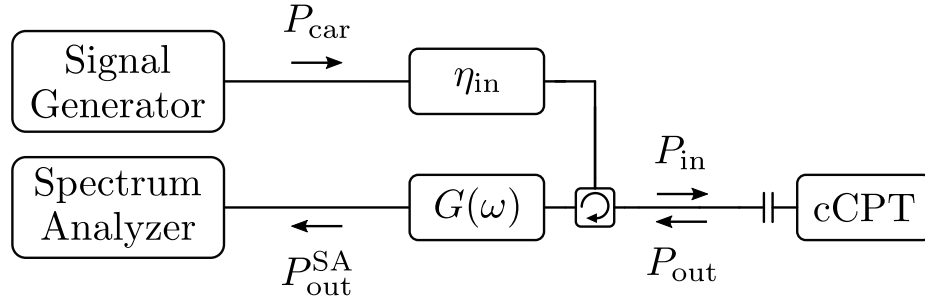 P_car
Signal
Generator
η_in
P_in
Spectrum
Analyzer
G(ω)
cCPT
P_out
P_out^SA